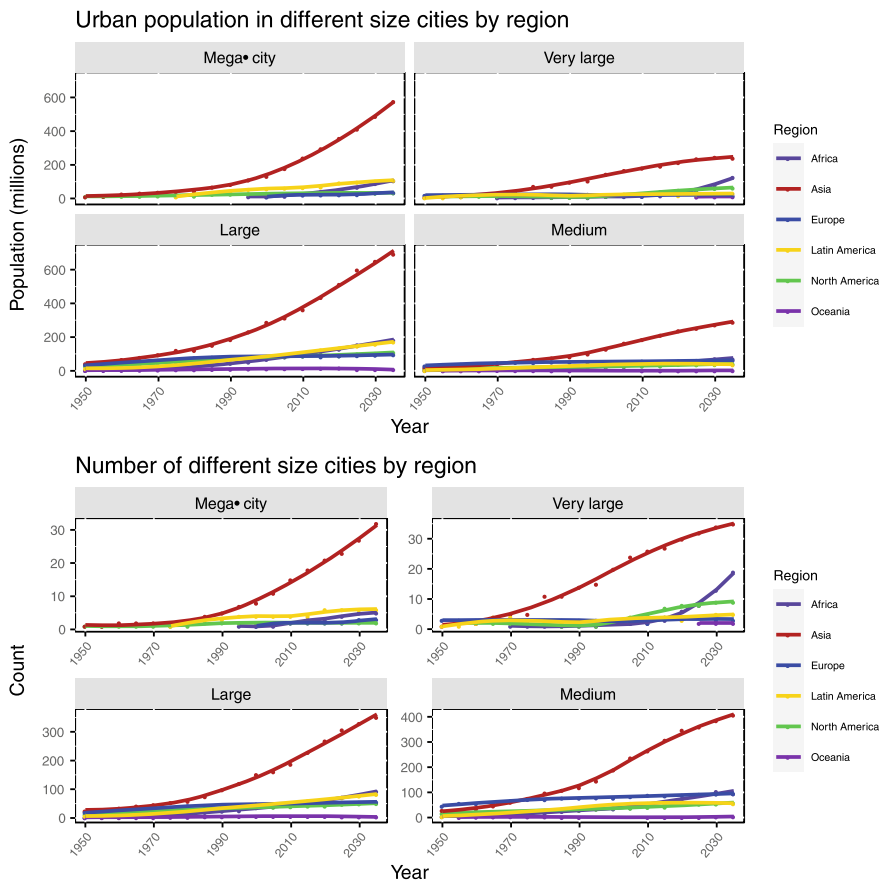 Urban population in different size cities by region
Mega• city
Very large
600
400
200
0
Large
Medium
600
400
200
0
1950 1970 1990 2010 2030
1950 1970 1990 2010 2030
Population (millions)
Year
Region
Africa
Asia
Europe
Latin America
North America
Oceania
Number of different size cities by region
Mega• city
Very large
30
20
10
0
30
20
10
0
1950 1970 1990 2010 2030
1950 1970 1990 2010 2030
Large
Medium
300
200
100
0
400
300
200
100
0
1950 1970 1990 2010 2030
1950 1970 1990 2010 2030
Count
Year
Region
Africa
Asia
Europe
Latin America
North America
Oceania